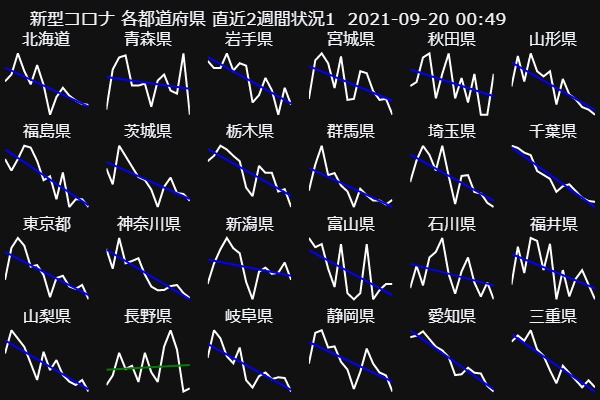 新型コロナ 各都道府県 直近2週間状況1 2021-09-20 00:49
北海道 青森県 岩手県 宮城県 秋田県 山形県
福島県 茨城県 栃木県 群馬県 埼玉県 千葉県
東京都 神奈川県 新潟県 富山県 石川県 福井県
山梨県 長野県 岐阜県 静岡県 愛知県 三重県